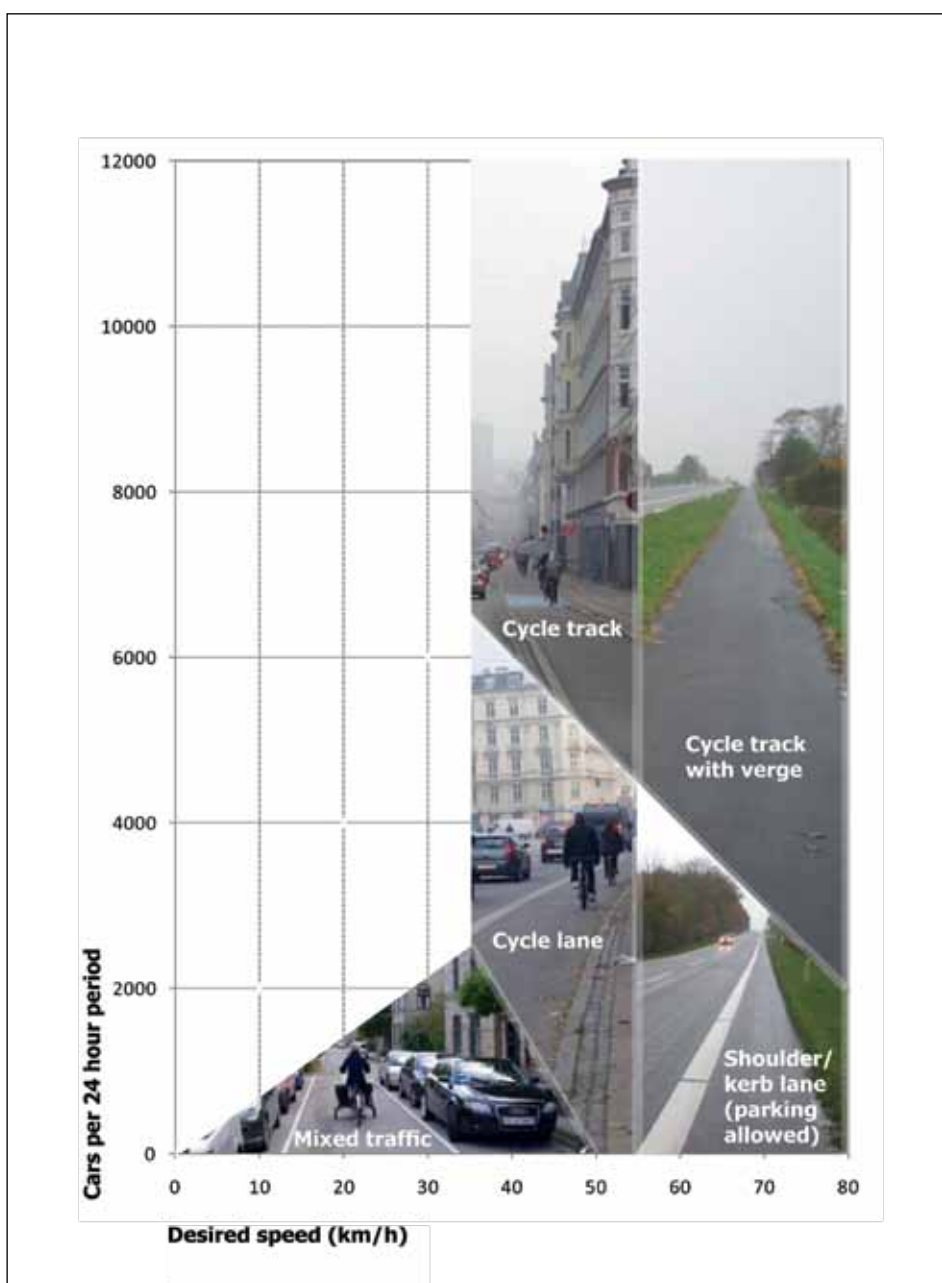 12000
10000
8000
6000
4000
2000
0
Cars per 24 hour period
Cycle track
Cycle track
with verge
Cycle lane
Shoulder/
kerb lane
(parking
allowed)
Mixed traffic
0 10 20 30 40 50 60 70 80
Desired speed (km/h)